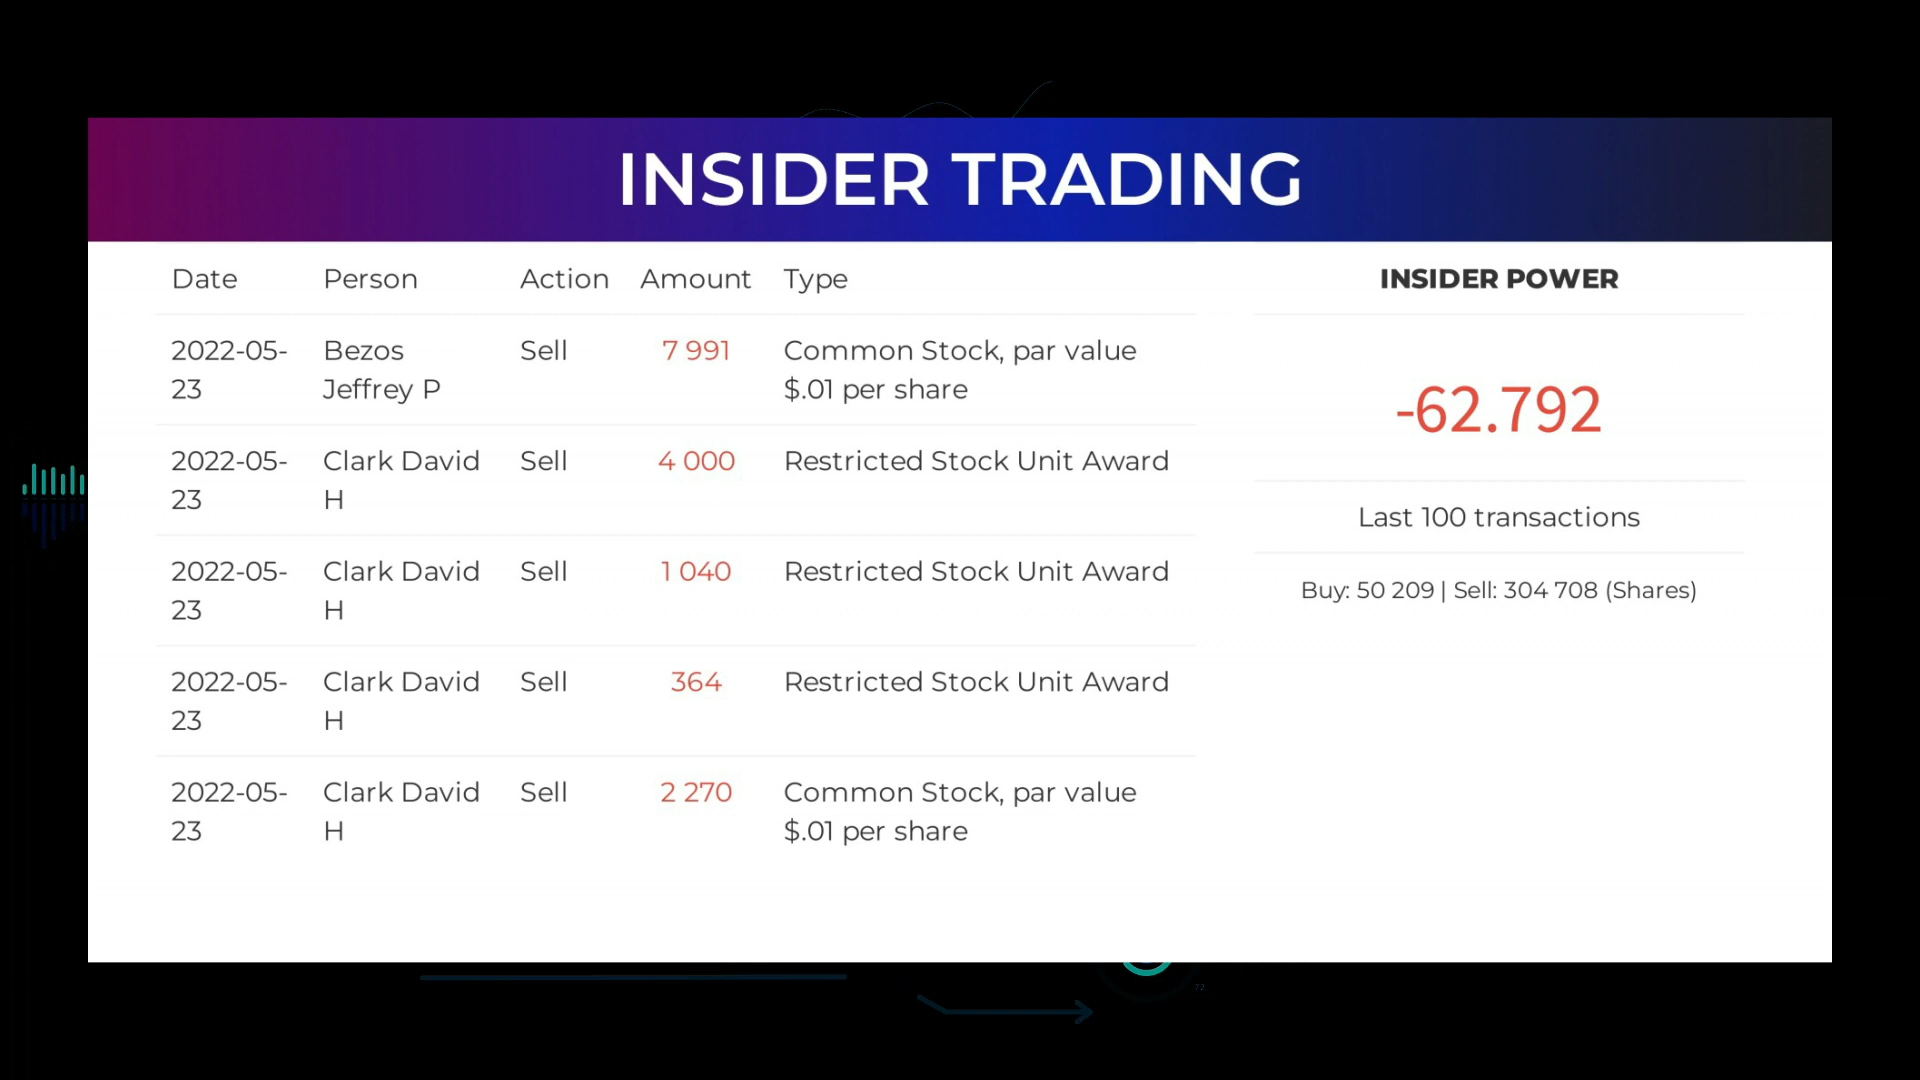 INSIDER TRADING
Date Person Action Amount Type
2022-05- Bezos Sell 7 991 Common Stock, par value
23 Jeffrey P $.01 per share
2022-05- Clark David Sell 4 000 Restricted Stock Unit Award
23 H
2022-05- Clark David Sell 1 040 Restricted Stock Unit Award
23 H
2022-05- Clark David Sell 364 Restricted Stock Unit Award
23 H
2022-05- Clark David Sell 2 270 Common Stock, par value
23 H $.01 per share
INSIDER POWER
-62.792
Last 100 transactions
Buy: 50 209 | Sell: 304 708 (Shares)
72